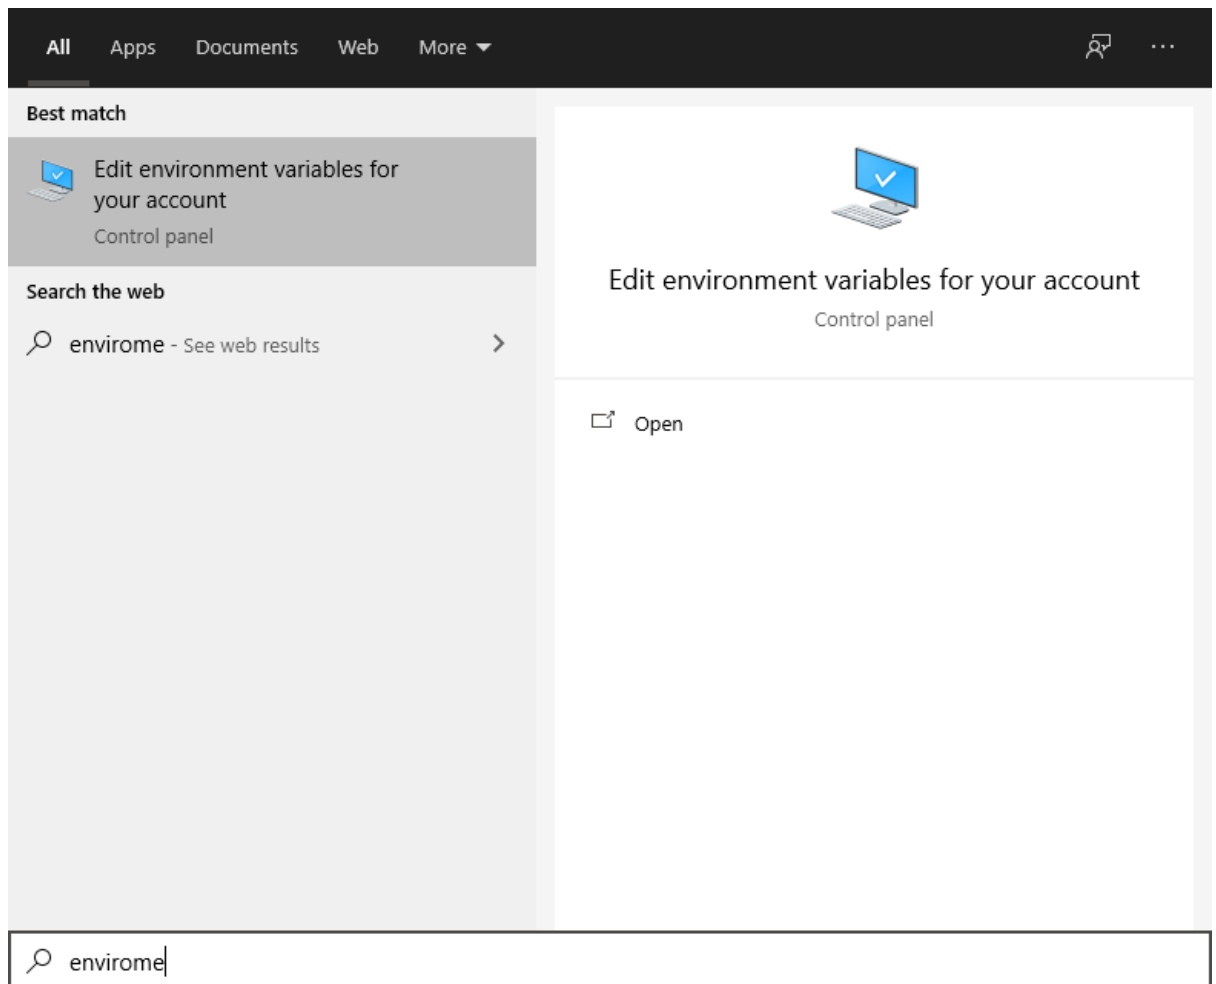 All Apps Documents Web More
Best match
Edit environment variables for
your account
Control panel
Search the web
envirome - See web results
Edit environment variables for your account
Control panel
Open
envirome